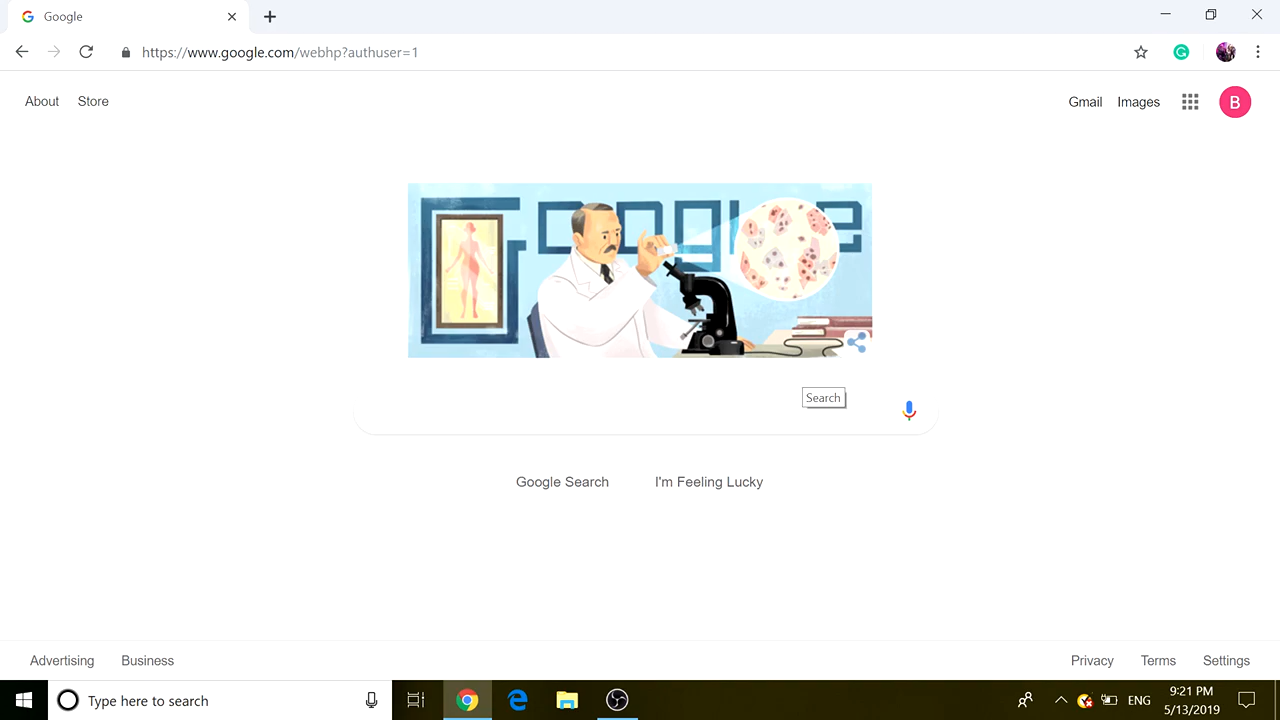 Google
https://www.google.com/webhp?authuser=1
About Store
Gmail Images B
Google
Search
Google Search I'm Feeling Lucky
Advertising Business
Privacy Terms Settings
Type here to search
ENG
9:21 PM
5/13/2019